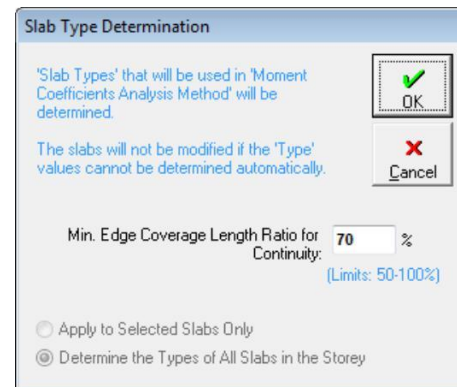 Slab Type Determination
'Slab Types' that will be used in 'Moment
Coefficients Analysis Method' will be
determined.
OK
The slabs will not be modified if the 'Type'
values cannot be determined automatically.
Cancel
Min. Edge Coverage Length Ratio for
Continuity:
70 %
(Limits: 50-100%)
Apply to Selected Slabs Only
Determine the Types of All Slabs in the Storey